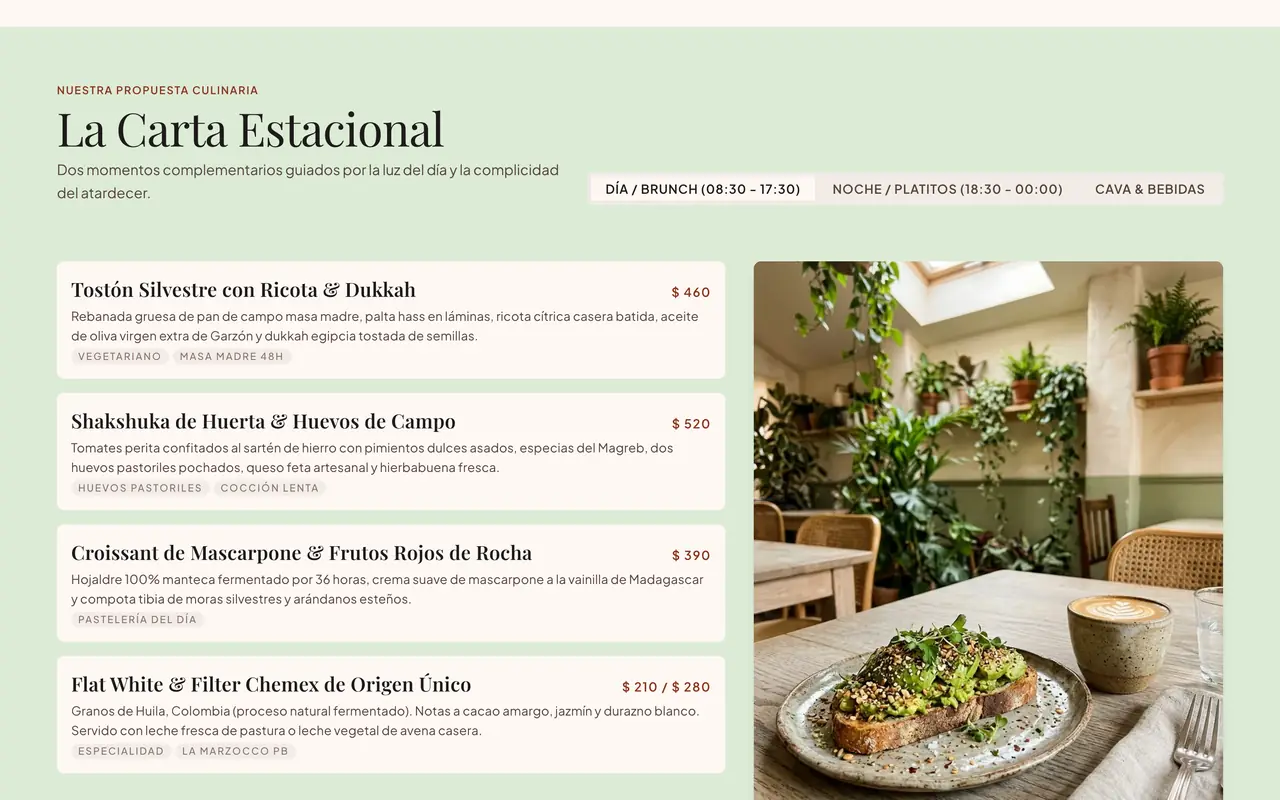 NUESTRA PROPUESTA CULINARIA
La Carta Estacional
Dos momentos complementarios guiados por la luz del día y la complicidad
del atardecer.
DÍA / BRUNCH (08:30 - 17:30)
NOCHE / PLATITOS (18:30 - 00:00)
CAVA & BEBIDAS
Tostón Silvestre con Ricota & Dukkah
$ 460
Rebanada gruesa de pan de campo masa madre, palta hass en láminas, ricota cítrica casera batida, aceite
de oliva virgen extra de Garzón y dukkah egipcia tostada de semillas.
VEGETARIANO
MASA MADRE 48H
Shakshuka de Huerta & Huevos de Campo
$ 520
Tomates perita confitados al sartén de hierro con pimientos dulces asados, especias del Magreb, dos
huevos pastoriles pochados, queso feta artesanal y hierbabuena fresca.
HUEVOS PASTORILES
COCCIÓN LENTA
Croissant de Mascarpone & Frutos Rojos de Rocha
$ 390
Hojaldre 100% manteca fermentado por 36 horas, crema suave de mascarpone a la vainilla de Madagascar
y compota tibia de moras silvestres y arándanos esteños.
PASTELERÍA DEL DÍA
Flat White & Filter Chemex de Origen Único
$ 210 / $ 280
Granos de Huila, Colombia (proceso natural fermentado). Notas a cacao amargo, jazmín y durazno blanco.
Servido con leche fresca de pastura o leche vegetal de avena casera.
ESPECIALIDAD
LA MARZOCCO PB